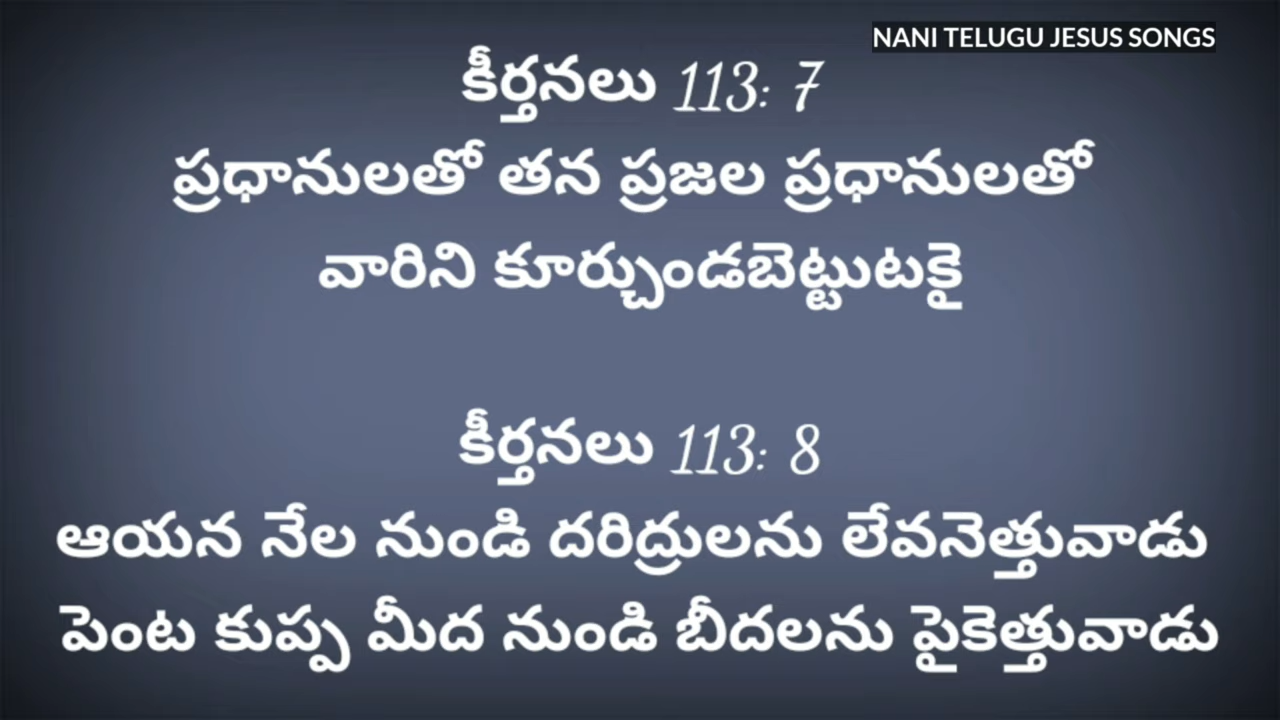 NANI TELUGU JESUS SONGS
కీర్తనలు 113: 7
ప్రధానులతో తన ప్రజల ప్రధానులతో
వారిని కూర్చుండబెట్టుటకై
కీర్తనలు 113: 8
ఆయన నేల నుండి దరిద్రులను లేవనెత్తువాడు
పెంట కుప్ప మీద నుండి బీదలను పైకెత్తువాడు